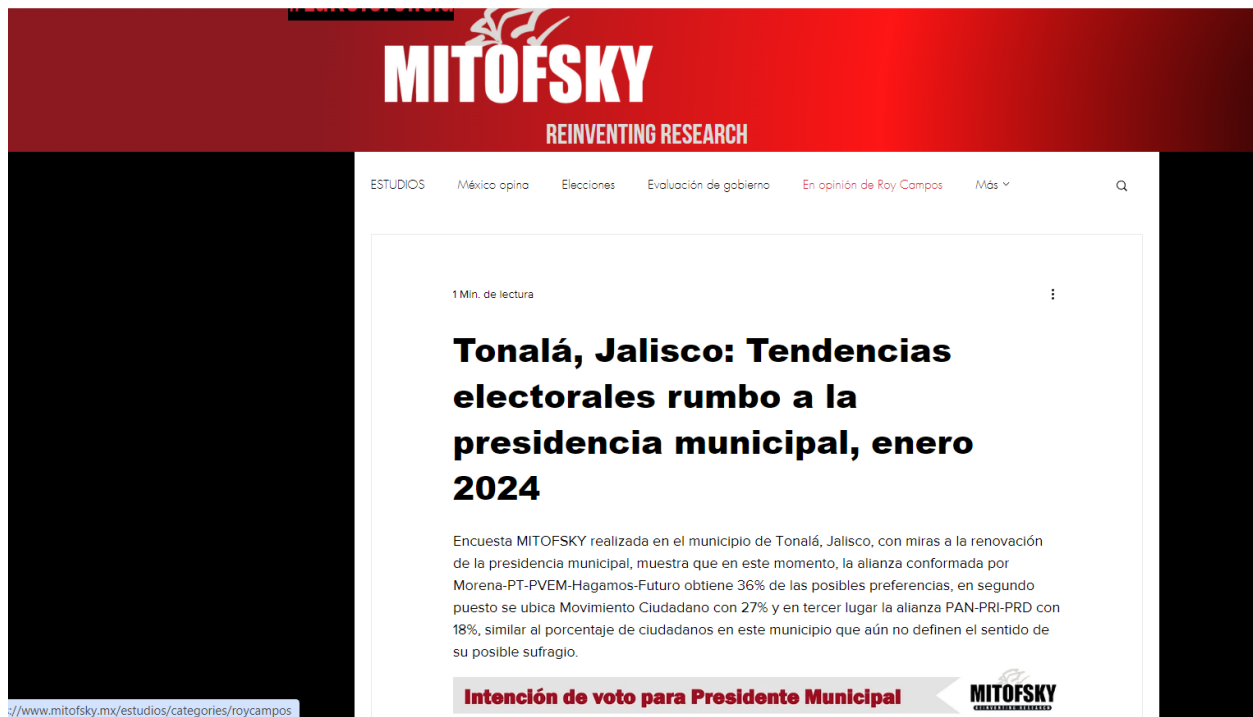 MITOFSKY
REINVENTING RESEARCH
ESTUDIOS México opina Elecciones Evaluación de gobierno En opinión de Roy Campos Más
1 Min. de lectura
Tonalá, Jalisco: Tendencias
electorales rumbo a la
presidencia municipal, enero
2024
Encuesta MITOFSKY realizada en el municipio de Tonalá, Jalisco, con miras a la renovación
de la presidencia municipal, muestra que en este momento, la alianza conformada por
Morena-PT-PVEM-Hagamos-Futuro obtiene 36% de las posibles preferencias, en segundo
puesto se ubica Movimiento Ciudadano con 27% y en tercer lugar la alianza PAN-PRI-PRD con
18%, similar al porcentaje de ciudadanos en este municipio que aún no definen el sentido de
su posible sufragio.
Intención de voto para Presidente Municipal
MITOFSKY
REINVENTING RESEARCH
://www.mitofsky.mx/estudios/categories/roycampos